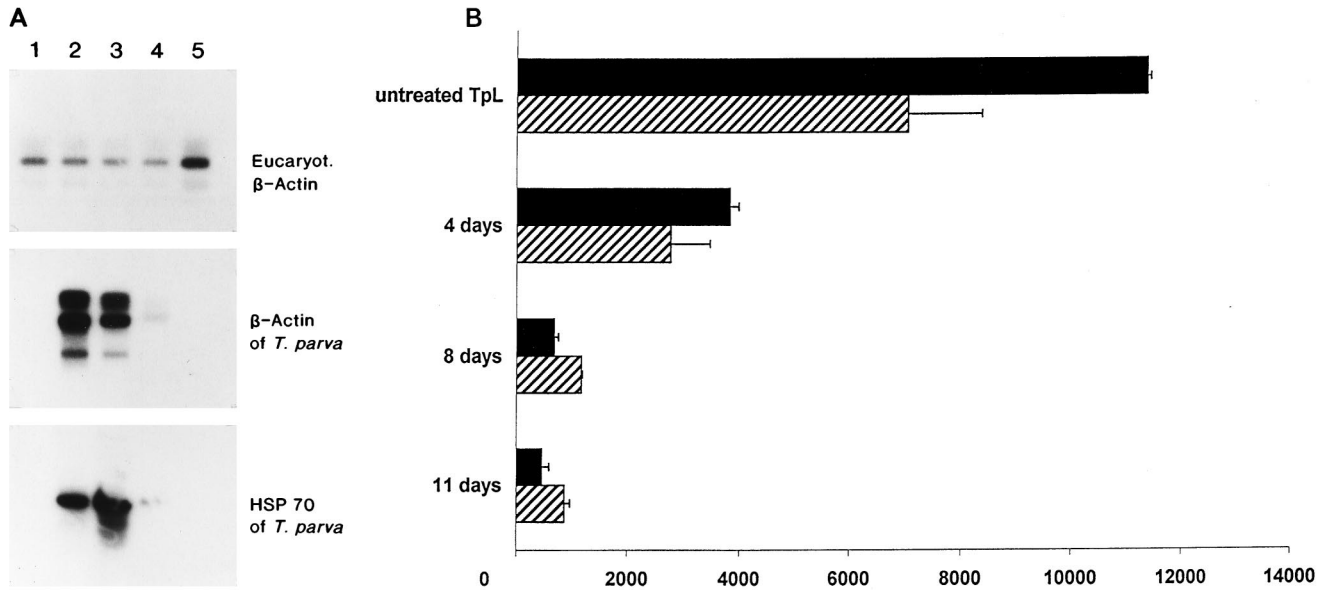 A
1 2 3 4 5
Eucaryot.
β-Actin
β-Actin
of T. parva
HSP 70
of T. parva
B
untreated TpL
4 days
8 days
11 days
0 2000 4000 6000 8000 10000 12000 14000